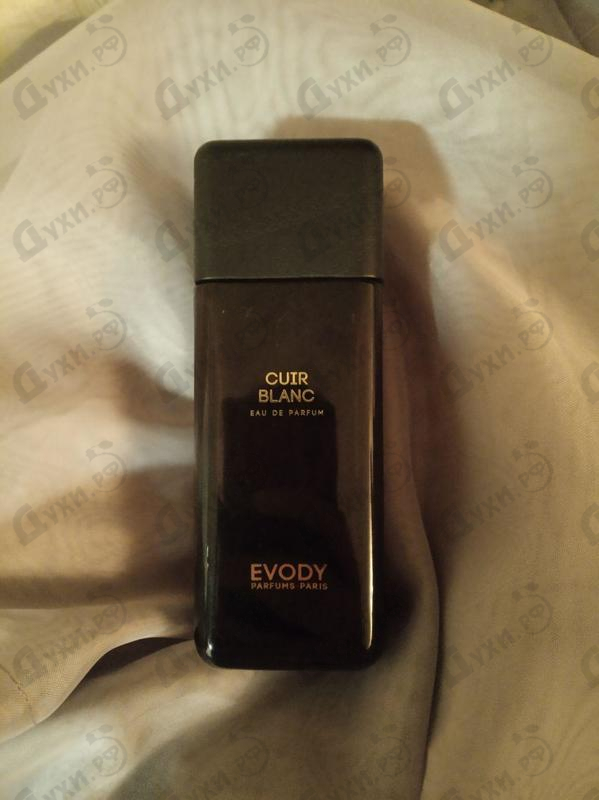 CUIR
BLANC
EAU DE PARFUM
EVODY
PARFUMS PARIS
Духи.рф